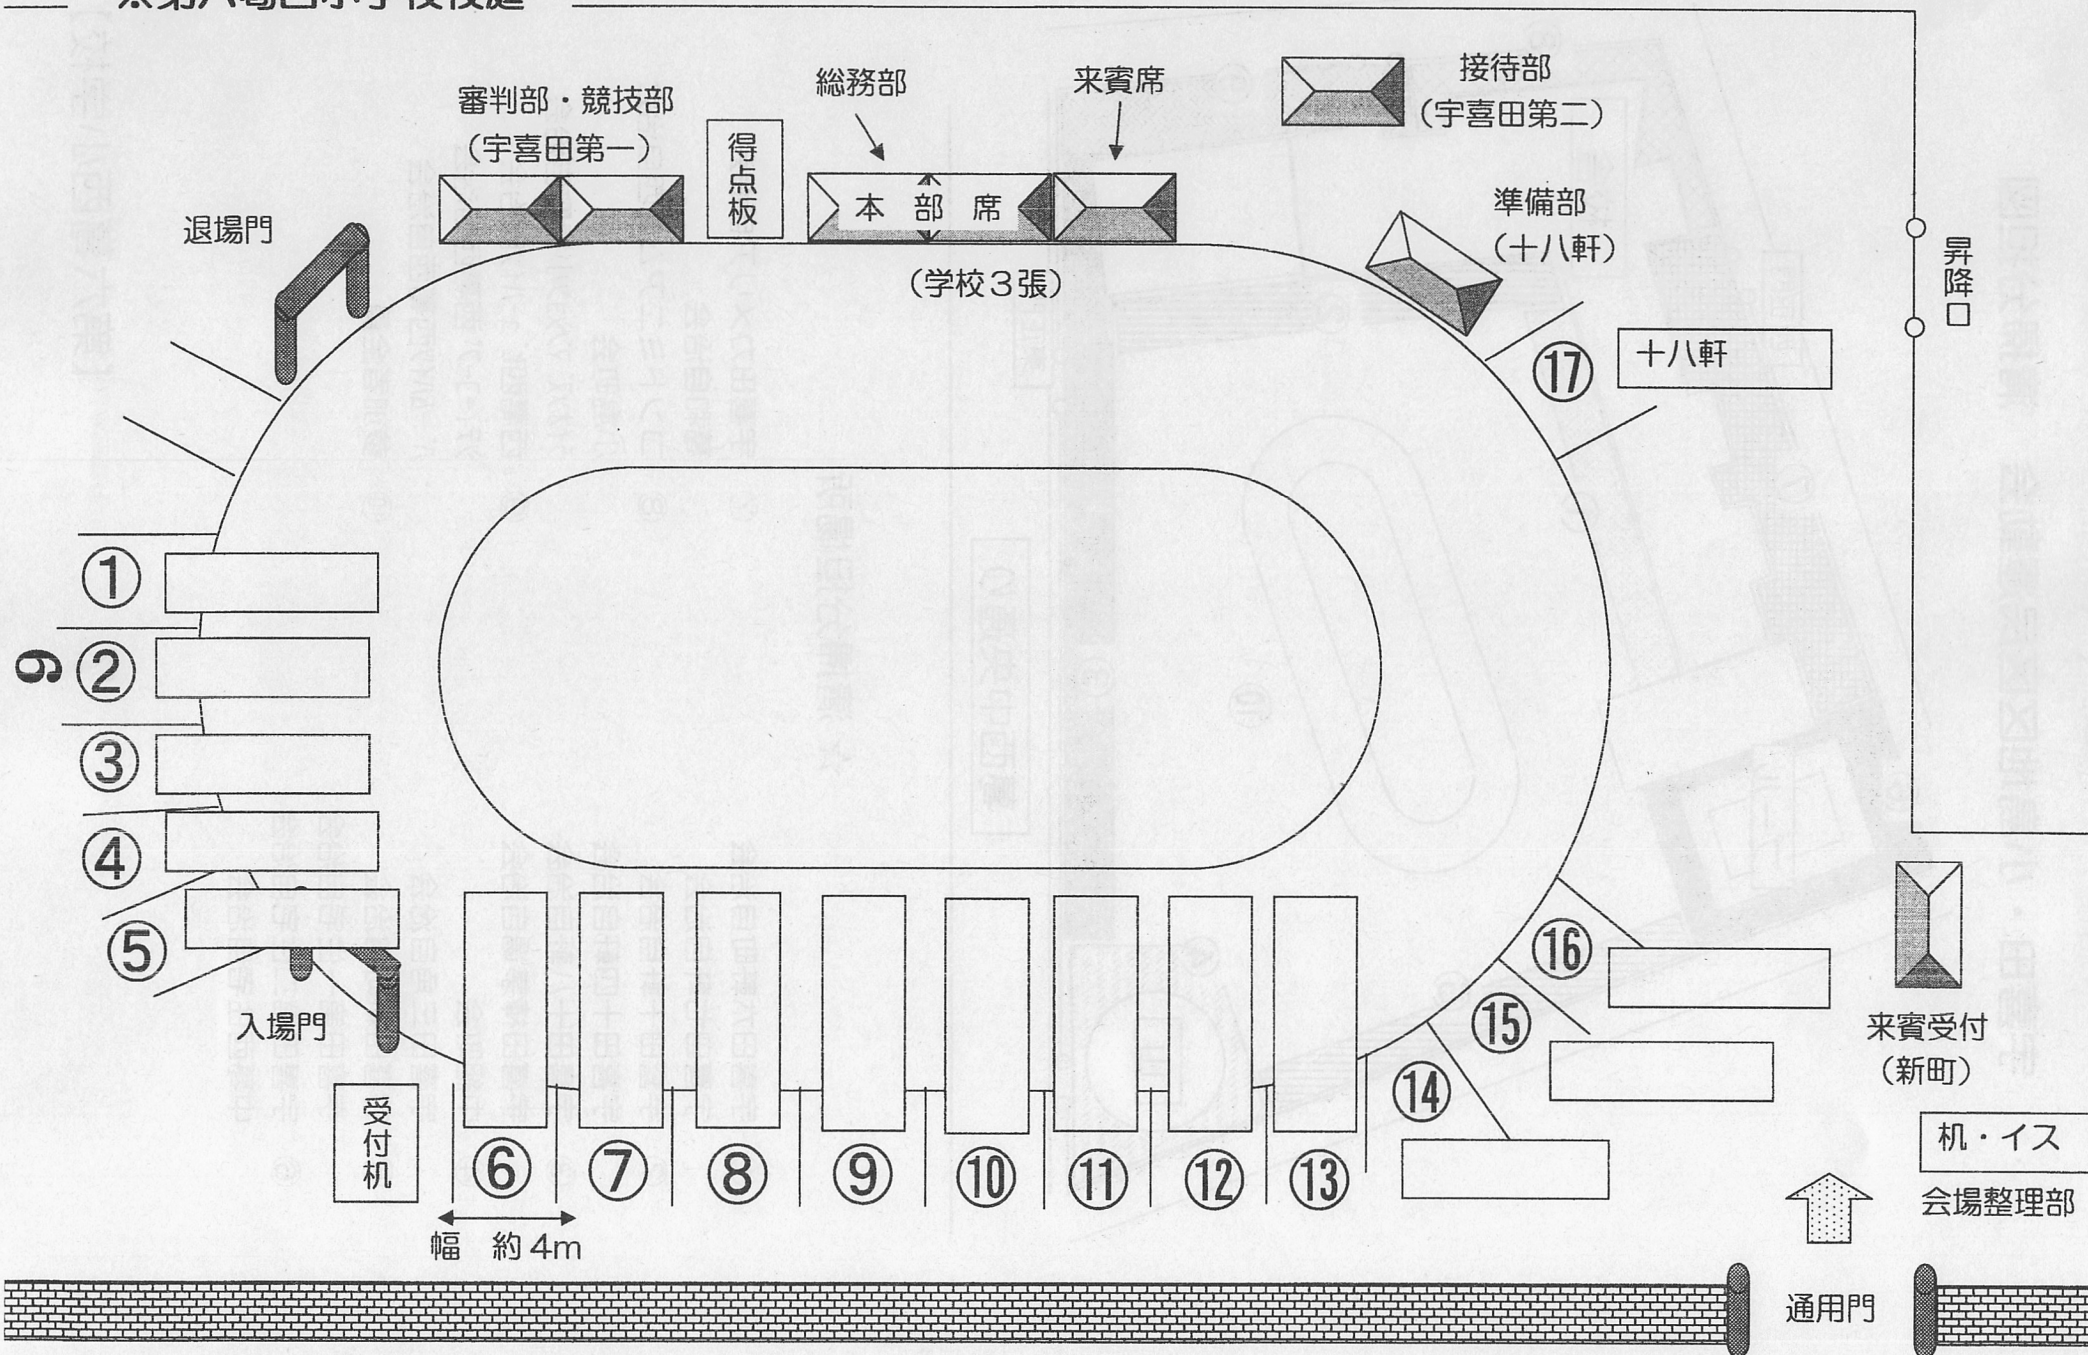 審判部・競技部
（宇喜田第一）
得点板
総務部
来賓席
接待部
（宇喜田第二）
本部席
（学校３張）
準備部
（十八軒）
退場門
昇降口
⑰
十八軒
①
②
③
④
⑤
9
入場門
受付机
⑥
⑦
⑧
⑨
⑩
⑪
⑫
⑬
⑭
⑮
⑯
幅　約４m
来賓受付
（新町）
机・イス
会場整理部
通用門